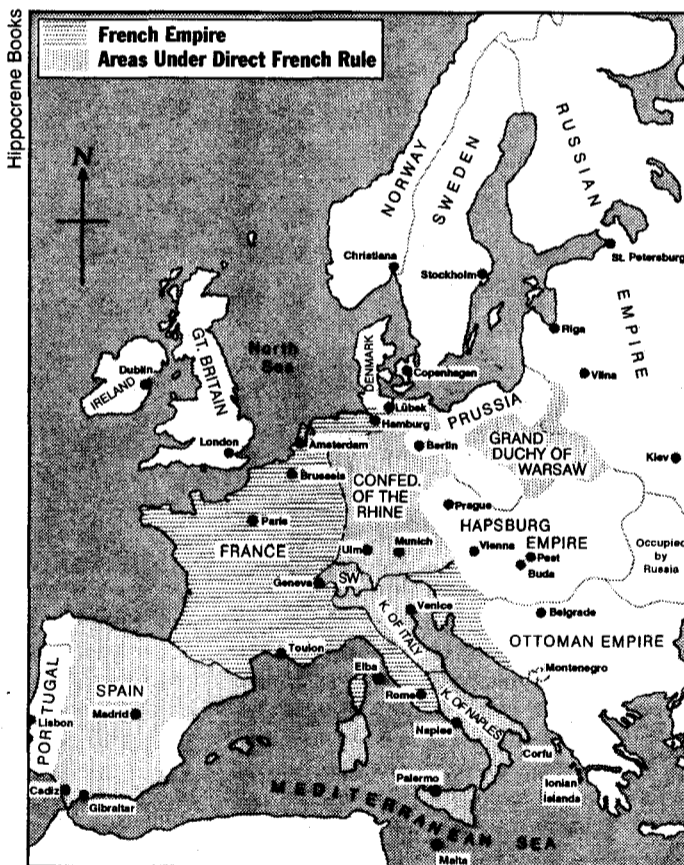 Hippocrene Books
French Empire
Areas Under Direct French Rule
N
NORWAY
SWEDEN
RUSSIAN
EMPIRE
Christiana
Stockholm
St. Petersburg
Riga
Vilna
North
Sea
GT. BRITAIN
Dublin
IRELAND
London
DENMARK
Copenhagen
Lübek
Hamburg
PRUSSIA
Amsterdam
Berlin
GRAND
DUCHY OF
WARSAW
Kiev
Brussels
CONFED.
OF THE
RHINE
Paris
Prague
HAPSBURG
EMPIRE
FRANCE
Ulm
Munich
Vienna
Pest
Buda
Occupied
by
Russia
Geneva
SW
K. OF ITALY
Venice
Belgrade
OTTOMAN EMPIRE
Toulon
Elba
Montenegro
PORTUGAL
SPAIN
Rome
K. OF NAPLES
Lisbon
Madrid
Naples
Corfu
Cadiz
Gibraltar
Palermo
Ionian
islands
MEDITERRANEAN SEA
Malta